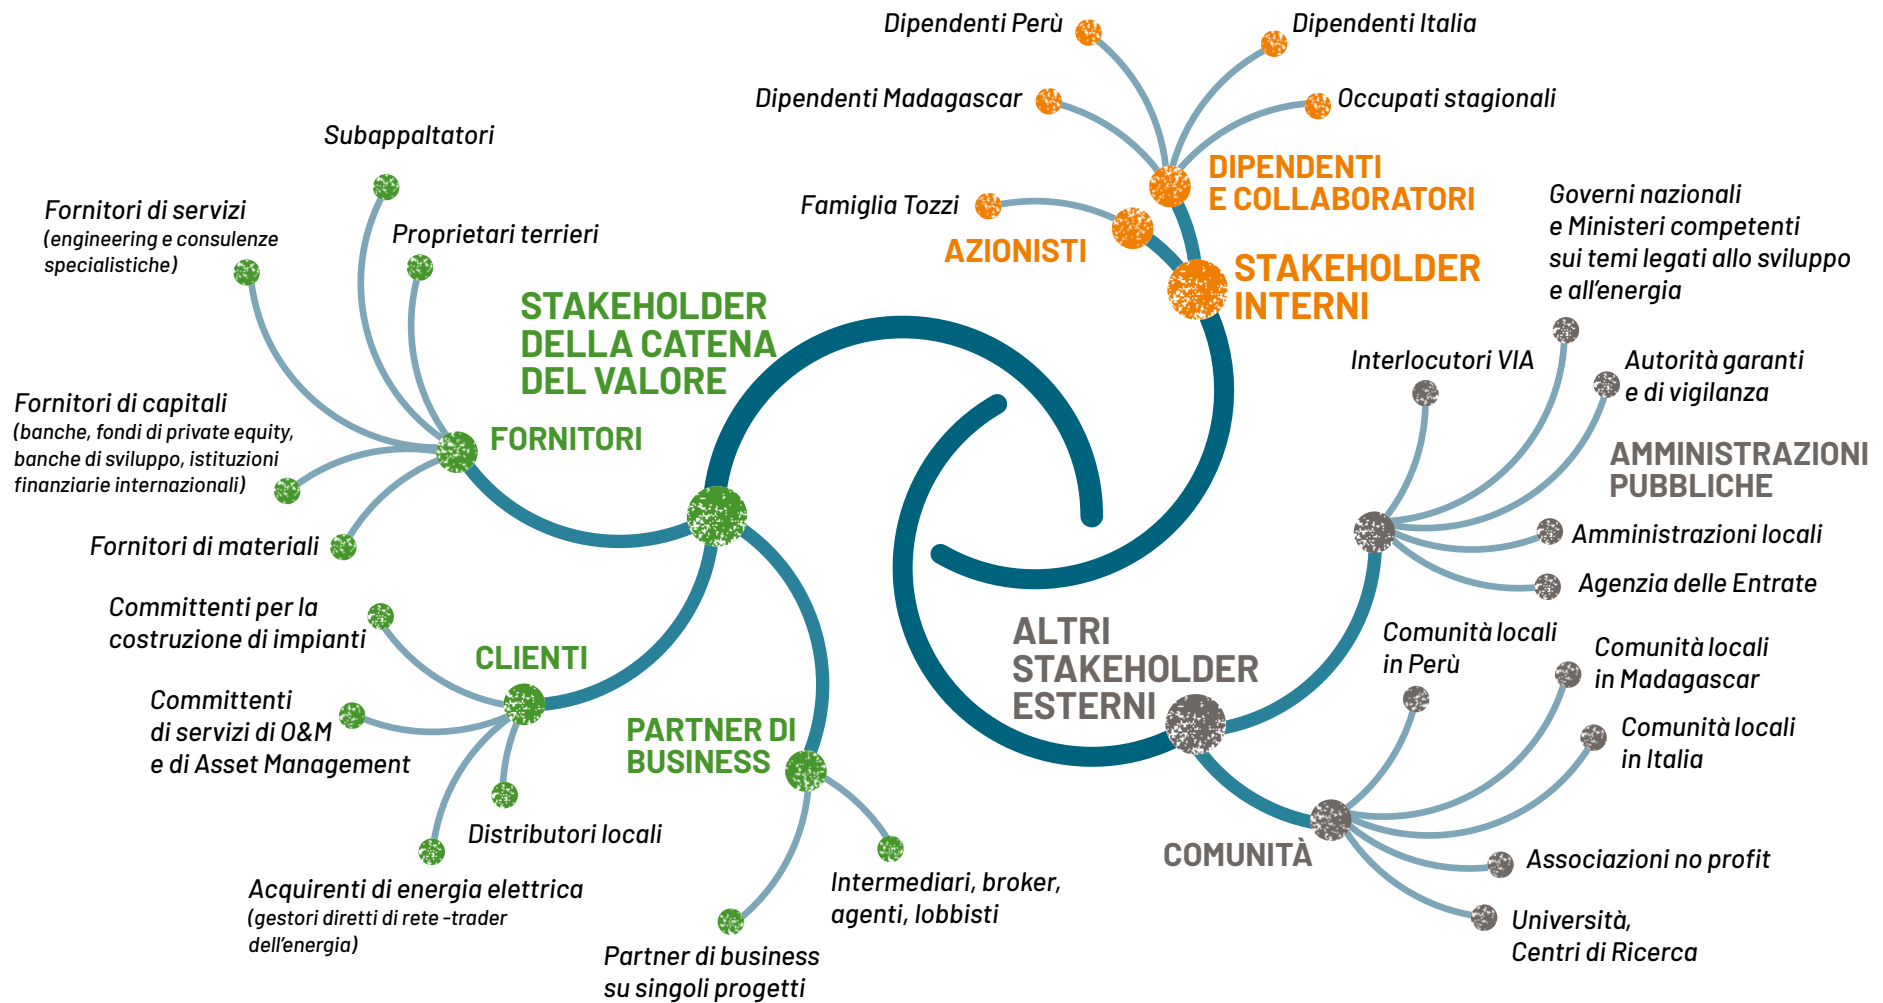 Dipendenti Perù
Dipendenti Italia
Dipendenti Madagascar
Occupati stagionali
DIPENDENTI
E COLLABORATORI
Famiglia Tozzi
AZIONISTI
STAKEHOLDER
INTERNI
Subappaltatori
Fornitori di servizi
(engineering e consulenze
specialistiche)
Proprietari terrieri
STAKEHOLDER
DELLA CATENA
DEL VALORE
Fornitori di capitali
(banche, fondi di private equity,
banche di sviluppo, istituzioni
finanziarie internazionali)
FORNITORI
Fornitori di materiali
Committenti per la
costruzione di impianti
CLIENTI
Committenti
di servizi di O&M
e di Asset Management
Distributori locali
Acquirenti di energia elettrica
(gestori diretti di rete -trader
dell'energia)
PARTNER DI
BUSINESS
Intermediari, broker,
agenti, lobbisti
Partner di business
su singoli progetti
Governi nazionali
e Ministeri competenti
sui temi legati allo sviluppo
e all'energia
Interlocutori VIA
Autorità garanti
e di vigilanza
AMMINISTRAZIONI
PUBBLICHE
Amministrazioni locali
Agenzia delle Entrate
ALTRI
STAKEHOLDER
ESTERNI
Comunità locali
in Perù
Comunità locali
in Madagascar
Comunità locali
in Italia
COMUNITÀ
Associazioni no profit
Università,
Centri di Ricerca